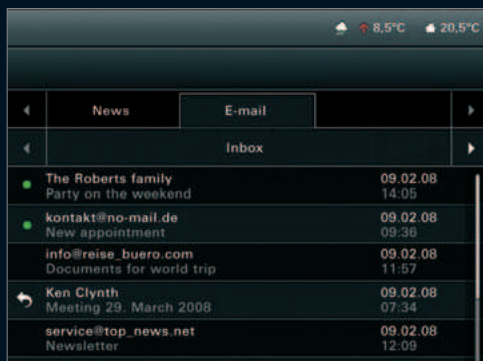 8,5°C 20,5°C
News E-mail
Inbox
The Roberts family 09.02.08
Party on the weekend 14:05
kontakt@no-mail.de 09.02.08
New appointment 09:36
info@reise_buero.com 09.02.08
Documents for world trip 11:57
Ken Clynth 09.02.08
Meeting 29. March 2008 07:34
service@top_news.net 09.02.08
Newsletter 12:09